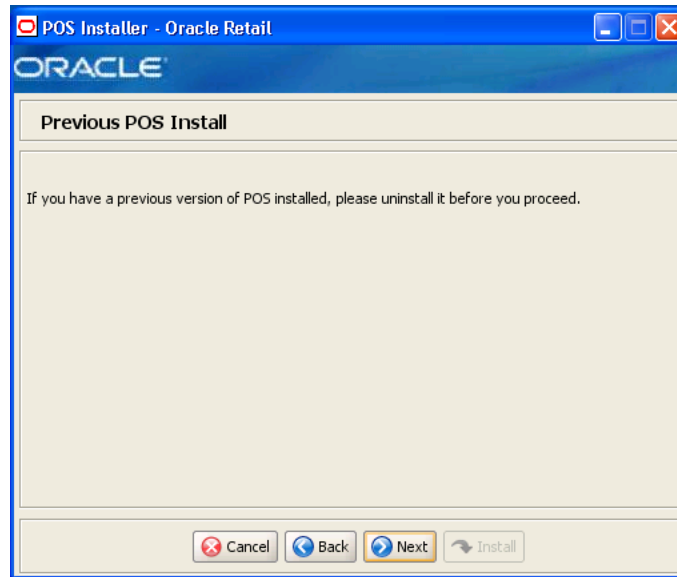 POS Installer - Oracle Retail
ORACLE
Previous POS Install
If you have a previous version of POS installed, please uninstall it before you proceed.
Cancel Back Next Install